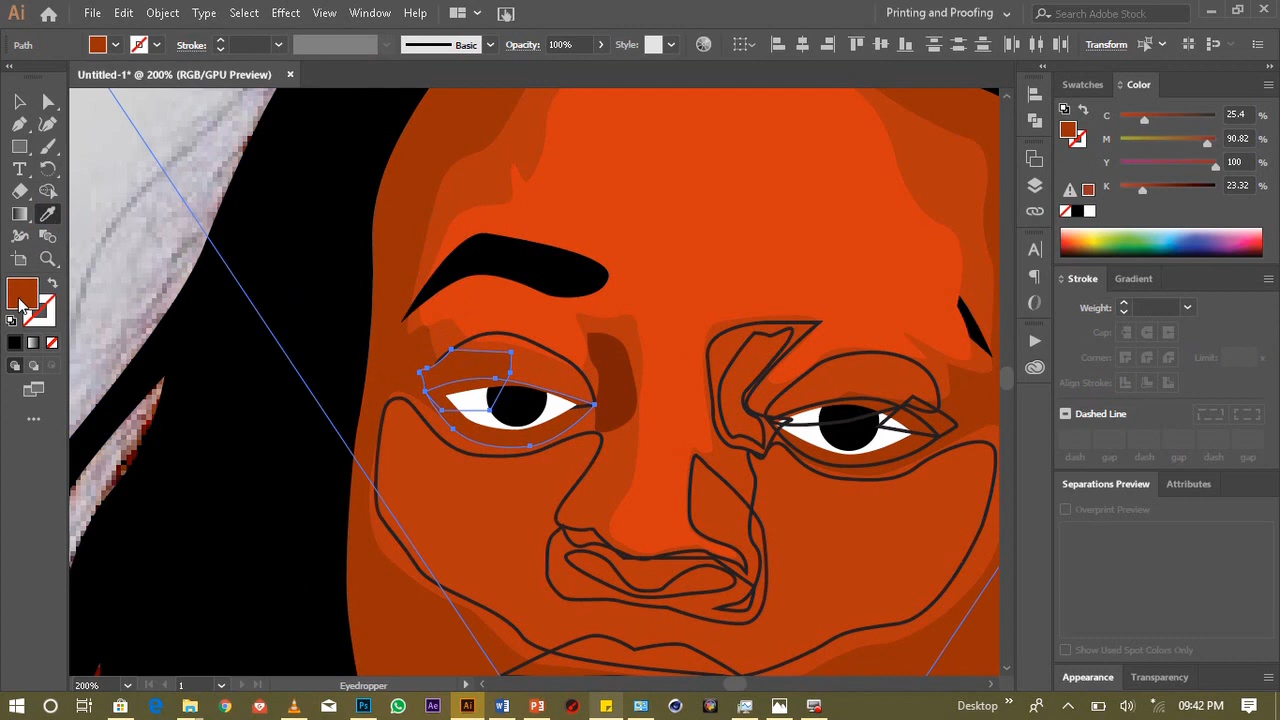 Ai File Edit Object Type Select Effect View Window Help Printing and Proofing Search Adobe Stock
Path Stroke: Basic Opacity: 100% Style: Transform
Untitled-1* @ 200% (RGB/GPU Preview)
Swatches Color
C 25.4 %
M 90.82 %
Y 100 %
K 23.32 %
Stroke Gradient
Weight:
Cap:
Corner: Limit:
Align Stroke:
Dashed Line
dash gap dash gap dash gap
Separations Preview Attributes
Overprint Preview
Show Used Spot Colors Only
Appearance Transparency
200% 1 Eyedropper
Desktop 09:42 PM